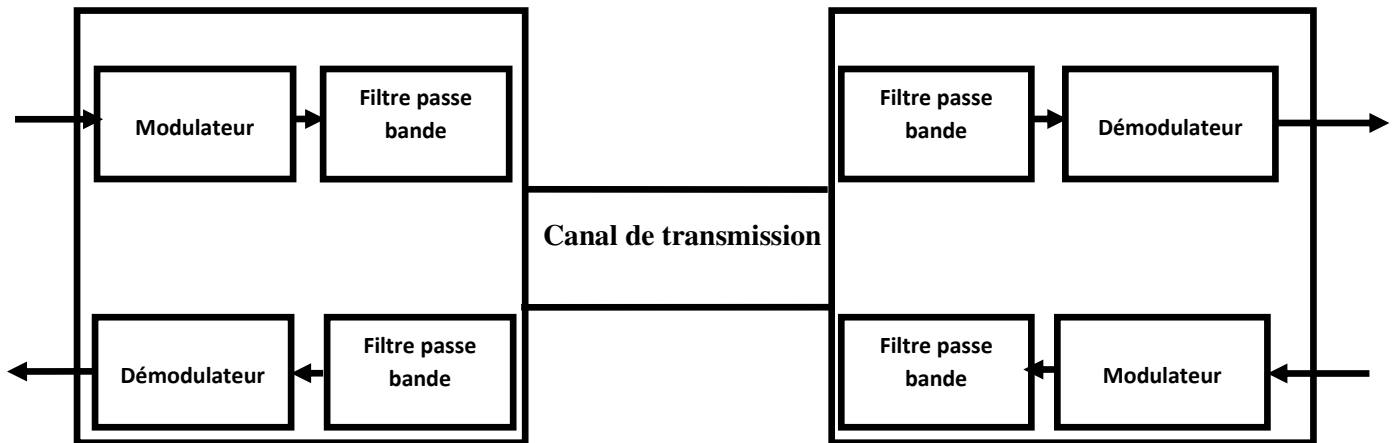 Modulateur
Filtre passe
bande
Filtre passe
bande
Démodulateur
Canal de transmission
Démodulateur
Filtre passe
bande
Filtre passe
bande
Modulateur